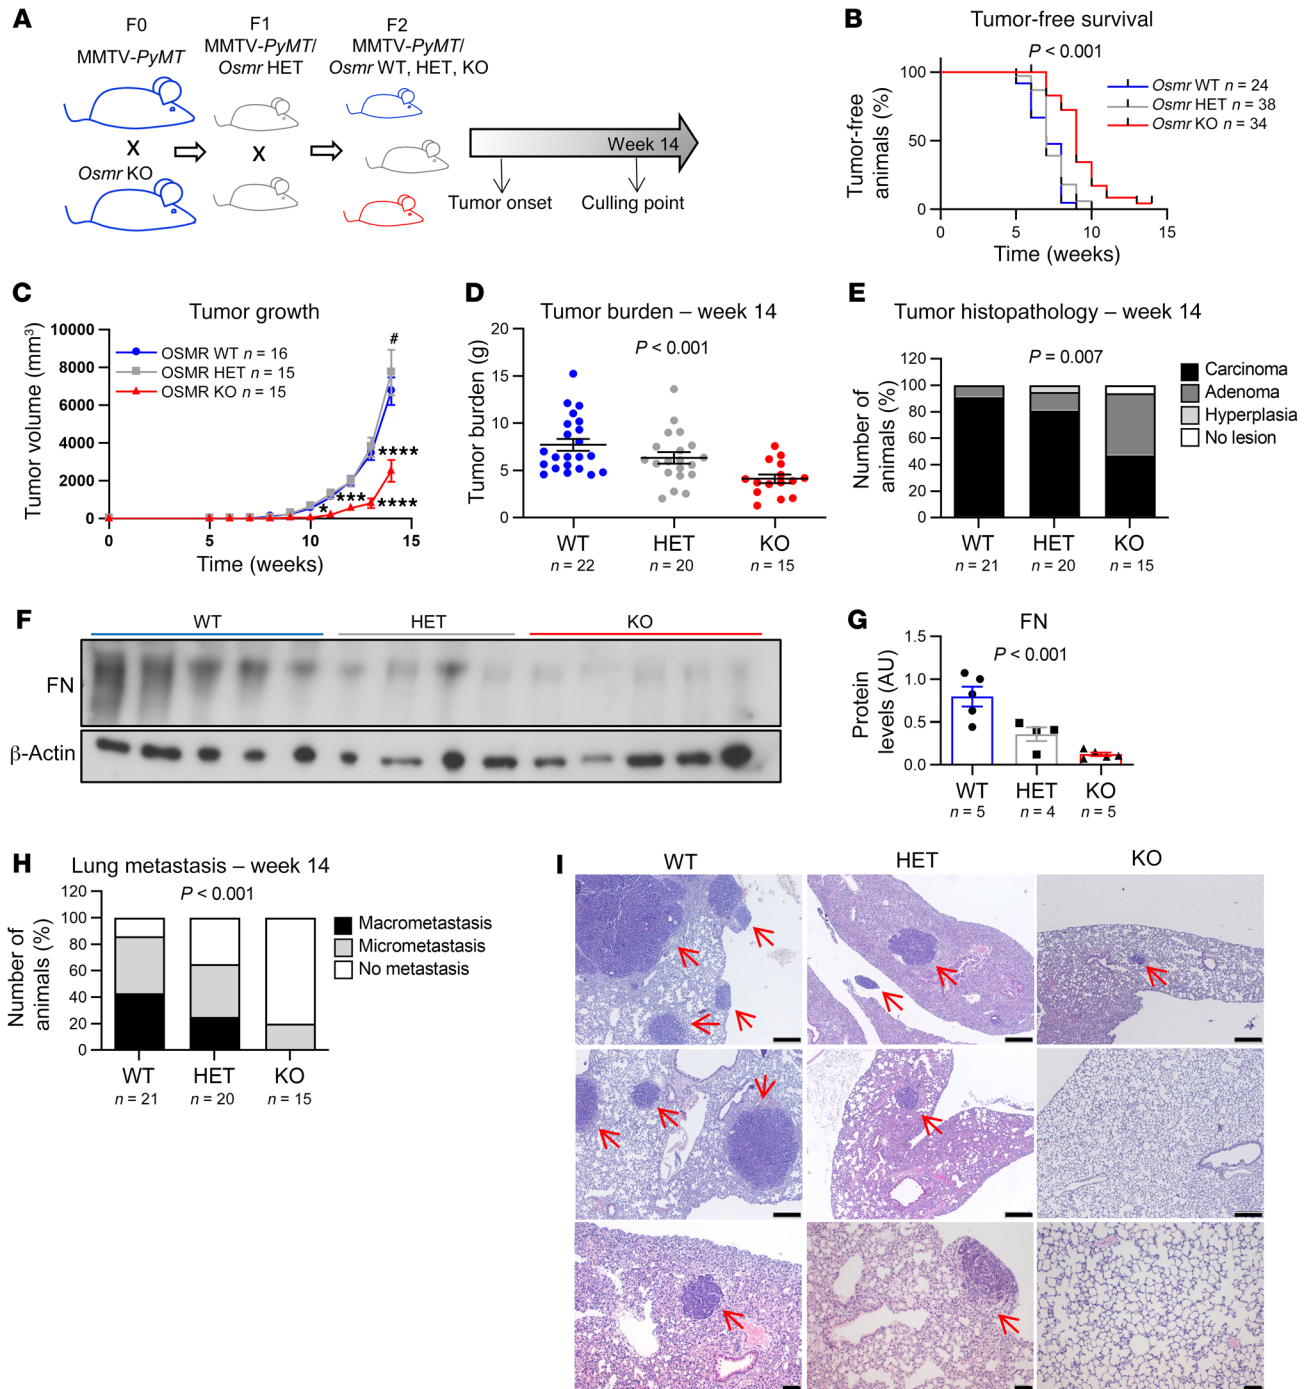 A
F0
MMTV-PyMT
X
Osmr KO
F1
MMTV-PyMT/
Osmr HET
X
F2
MMTV-PyMT/
Osmr WT, HET, KO
Week 14
Tumor onset
Culling point
B
Tumor-free survival
P < 0.001
Tumor-free
animals (%)
100
50
0
0
5
10
15
Time (weeks)
Osmr WT n = 24
Osmr HET n = 38
Osmr KO n = 34
C
Tumor growth
Tumor volume (mm³)
10000
8000
6000
4000
2000
0
0
5
10
15
Time (weeks)
OSMR WT n = 16
OSMR HET n = 15
OSMR KO n = 15
#
****
***
*
****
D
Tumor burden – week 14
P < 0.001
Tumor burden (g)
20
15
10
5
0
WT
HET
KO
n = 22
n = 20
n = 15
E
Tumor histopathology – week 14
P = 0.007
Number of
animals (%)
120
100
80
60
40
20
0
WT
HET
KO
n = 21
n = 20
n = 15
Carcinoma
Adenoma
Hyperplasia
No lesion
F
WT
HET
KO
FN
β-Actin
G
FN
P < 0.001
Protein
levels (AU)
1.5
1.0
0.5
0.0
WT
HET
KO
n = 5
n = 4
n = 5
H
Lung metastasis – week 14
P < 0.001
Number of
animals (%)
120
100
80
60
40
20
0
WT
HET
KO
n = 21
n = 20
n = 15
Macrometastasis
Micrometastasis
No metastasis
I
WT
HET
KO